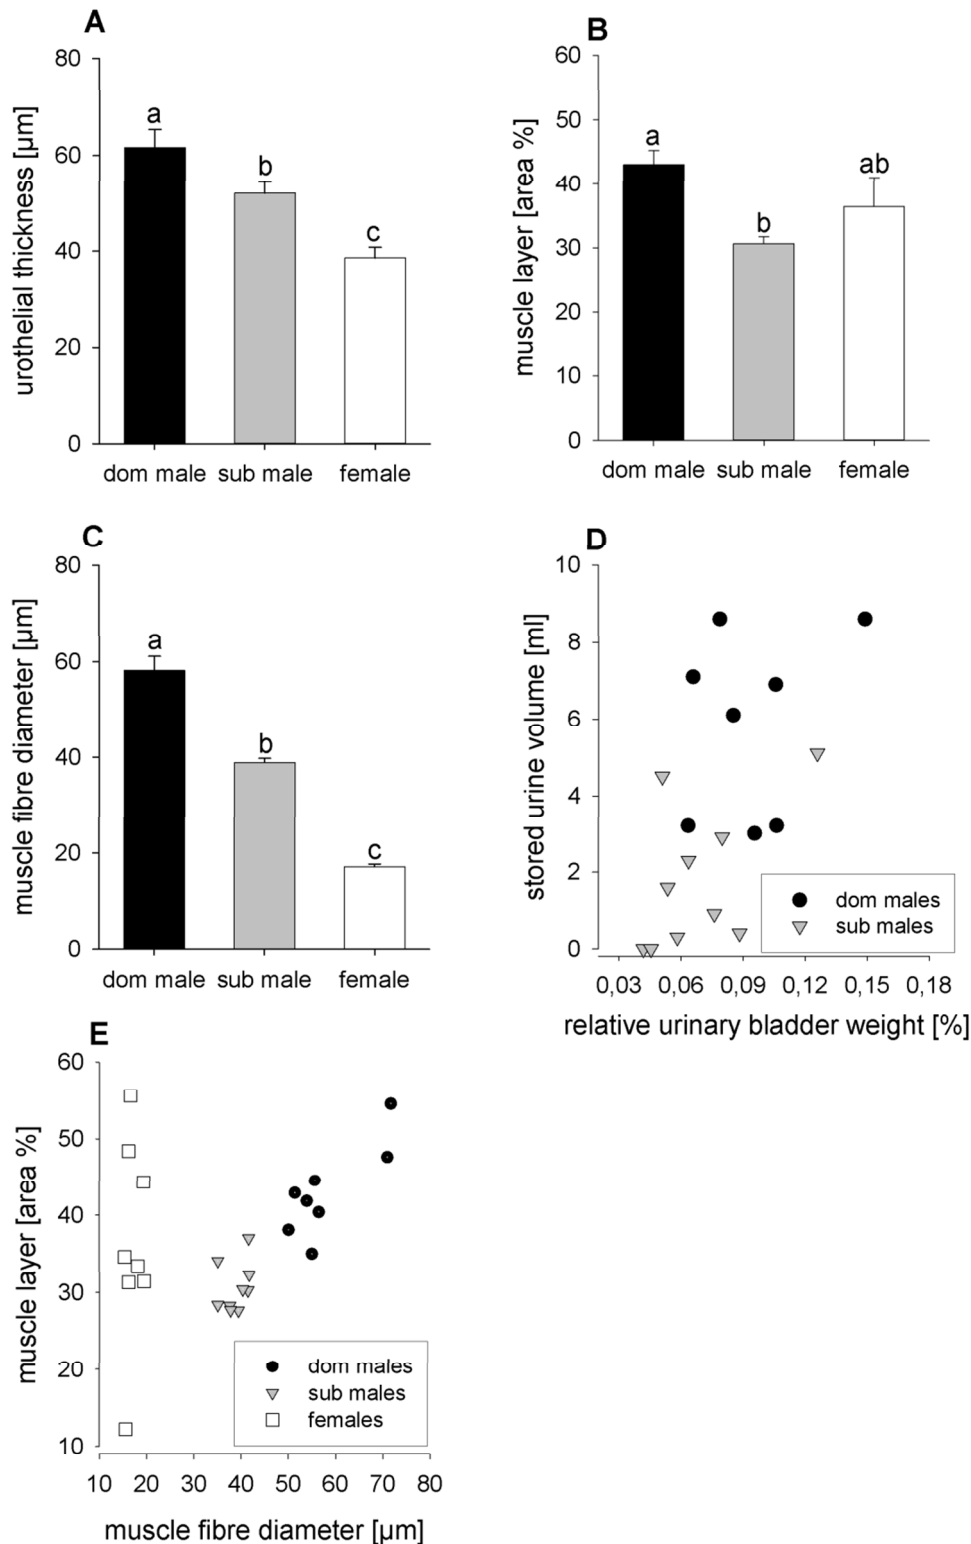 A
urothelial thickness [µm]
80
60
40
20
0
a
b
c
dom male sub male female
B
muscle layer [area %]
60
50
40
30
20
10
0
a
b
ab
dom male sub male female
C
muscle fibre diameter [µm]
80
60
40
20
0
a
b
c
dom male sub male female
D
stored urine volume [ml]
10
8
6
4
2
0
dom males
sub males
0,03 0,06 0,09 0,12 0,15 0,18
relative urinary bladder weight [%]
E
muscle layer [area %]
60
50
40
30
20
10
dom males
sub males
females
10 20 30 40 50 60 70 80
muscle fibre diameter [µm]